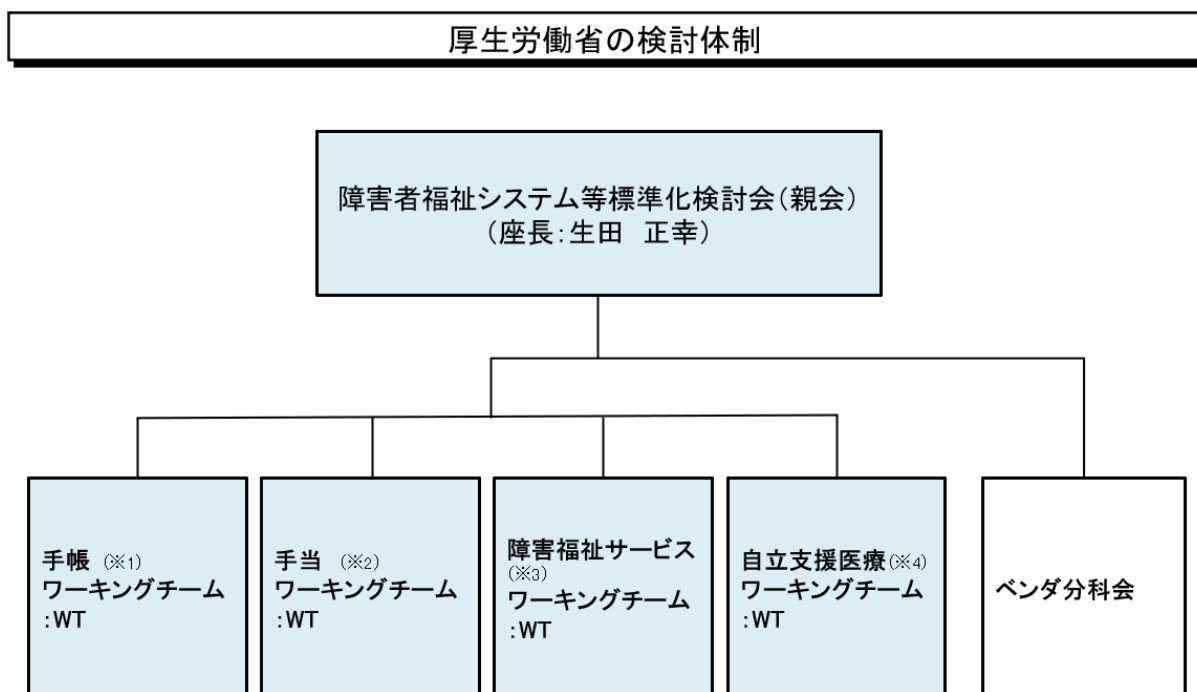 厚生労働省の検討体制
障害者福祉システム等標準化検討会(親会)
(座長:生田　正幸)
手帳 (※1)
ワーキングチーム
:WT
手当 (※2)
ワーキングチーム
:WT
障害福祉サービス
(※3)
ワーキングチーム
:WT
自立支援医療(※4)
ワーキングチーム
:WT
ベンダ分科会